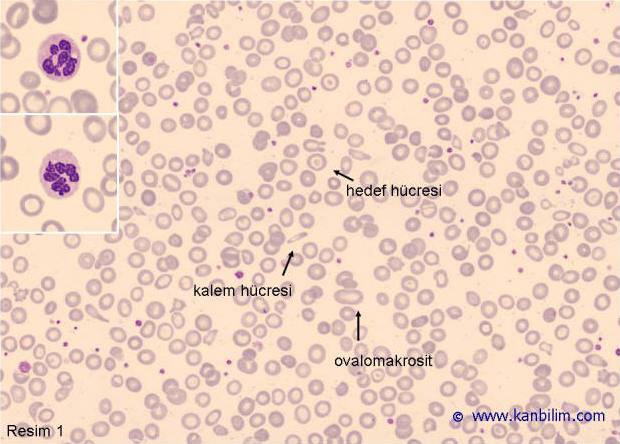 hedef hücresi
kalem hücresi
ovalomakrosit
© www.kanbilim.com
Resim 1